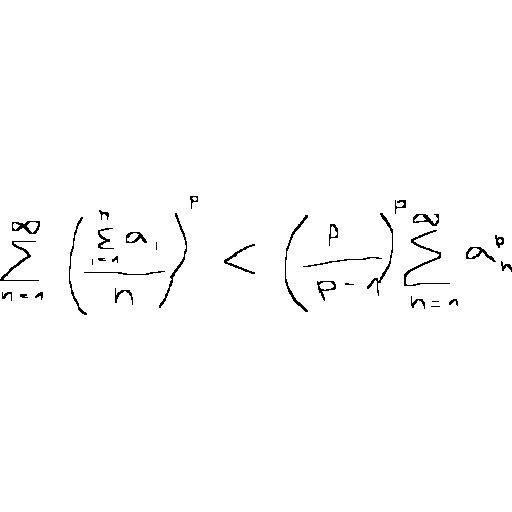 \sum_{n=1}^{\infty} \left( \frac{\sum_{i=1}^{n} a_i}{n} \right)^p < \left( \frac{p}{p-1} \right)^p \sum_{n=1}^{\infty} a_n^p